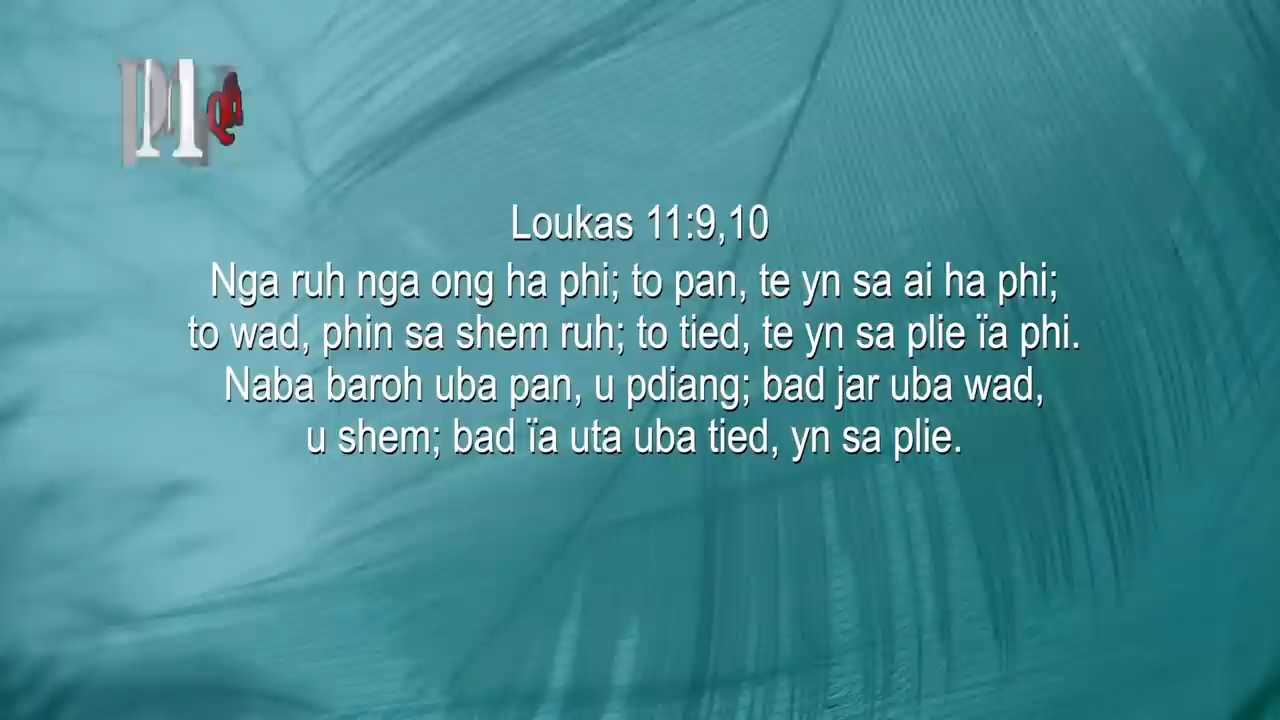 Loukas 11:9,10
Nga ruh nga ong ha phi; to pan, te yn sa ai ha phi;
to wad, phin sa shem ruh; to tied, te yn sa plie ïa phi.
Naba baroh uba pan, u pdiang; bad jar uba wad,
u shem; bad ïa uta uba tied, yn sa plie.